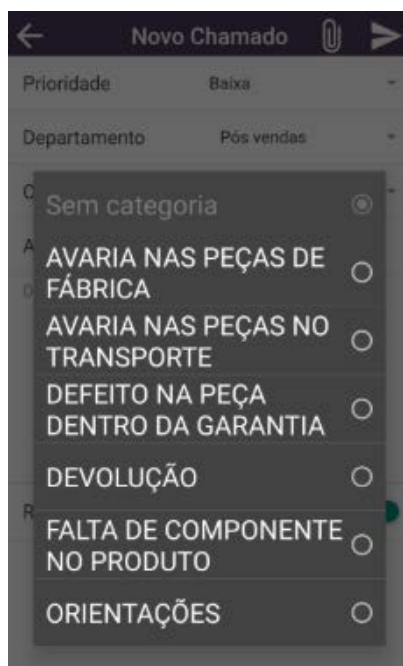 Novo Chamado
Prioridade Baixa
Departamento Pós vendas
C
Sem categoria
A
AVARIA NAS PEÇAS DE
FÁBRICA
AVARIA NAS PEÇAS NO
TRANSPORTE
DEFEITO NA PEÇA
DENTRO DA GARANTIA
DEVOLUÇÃO
R
FALTA DE COMPONENTE
NO PRODUTO
ORIENTAÇÕES